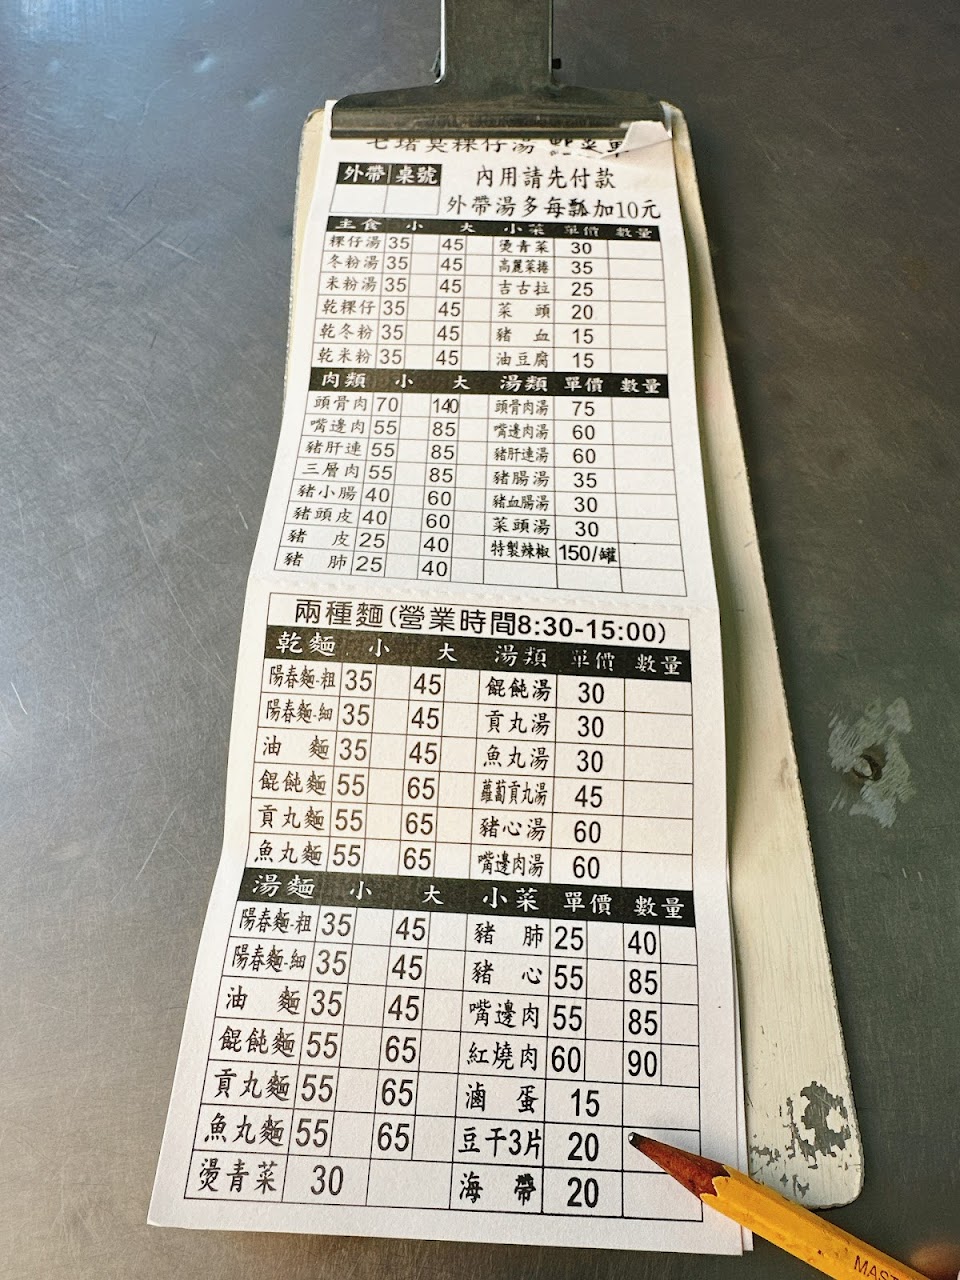 粿仔湯
外帶 桌號 內用請先付款
外帶湯多每瓢加10元
主食 小 大 小菜 單價 數量
粿仔湯 35 45 燙青菜 30
冬粉湯 35 45 高麗菜捲 35
米粉湯 35 45 吉古拉 25
乾粿仔 35 45 菜頭 20
乾冬粉 35 45 豬血 15
乾米粉 35 45 油豆腐 15
肉類 小 大 湯類 單價 數量
頭骨肉 70 140 頭骨肉湯 75
嘴邊肉 55 85 嘴邊肉湯 60
豬肝連 55 85 豬肝連湯 60
三層肉 55 85 豬腸湯 35
豬小腸 40 60 豬血腸湯 30
豬頭皮 40 60 菜頭湯 30
豬皮 25 40 特製辣椒 150/罐
豬肺 25 40
兩種麵(營業時間8:30-15:00)
乾麵 小 大 湯類 單價 數量
陽春麵-粗 35 45 餛飩湯 30
陽春麵-細 35 45 貢丸湯 30
油麵 35 45 魚丸湯 30
餛飩麵 55 65 蘿蔔貢丸湯 45
貢丸麵 55 65 豬心湯 60
魚丸麵 55 65 嘴邊肉湯 60
湯麵 小 大 小菜 單價 數量
陽春麵-粗 35 45 豬肺 25 40
陽春麵-細 35 45 豬心 55 85
油麵 35 45 嘴邊肉 55 85
餛飩麵 55 65 紅燒肉 60 90
貢丸麵 55 65 滷蛋 15
魚丸麵 55 65 豆干3片 20
燙青菜 30 海帶 20
MAS